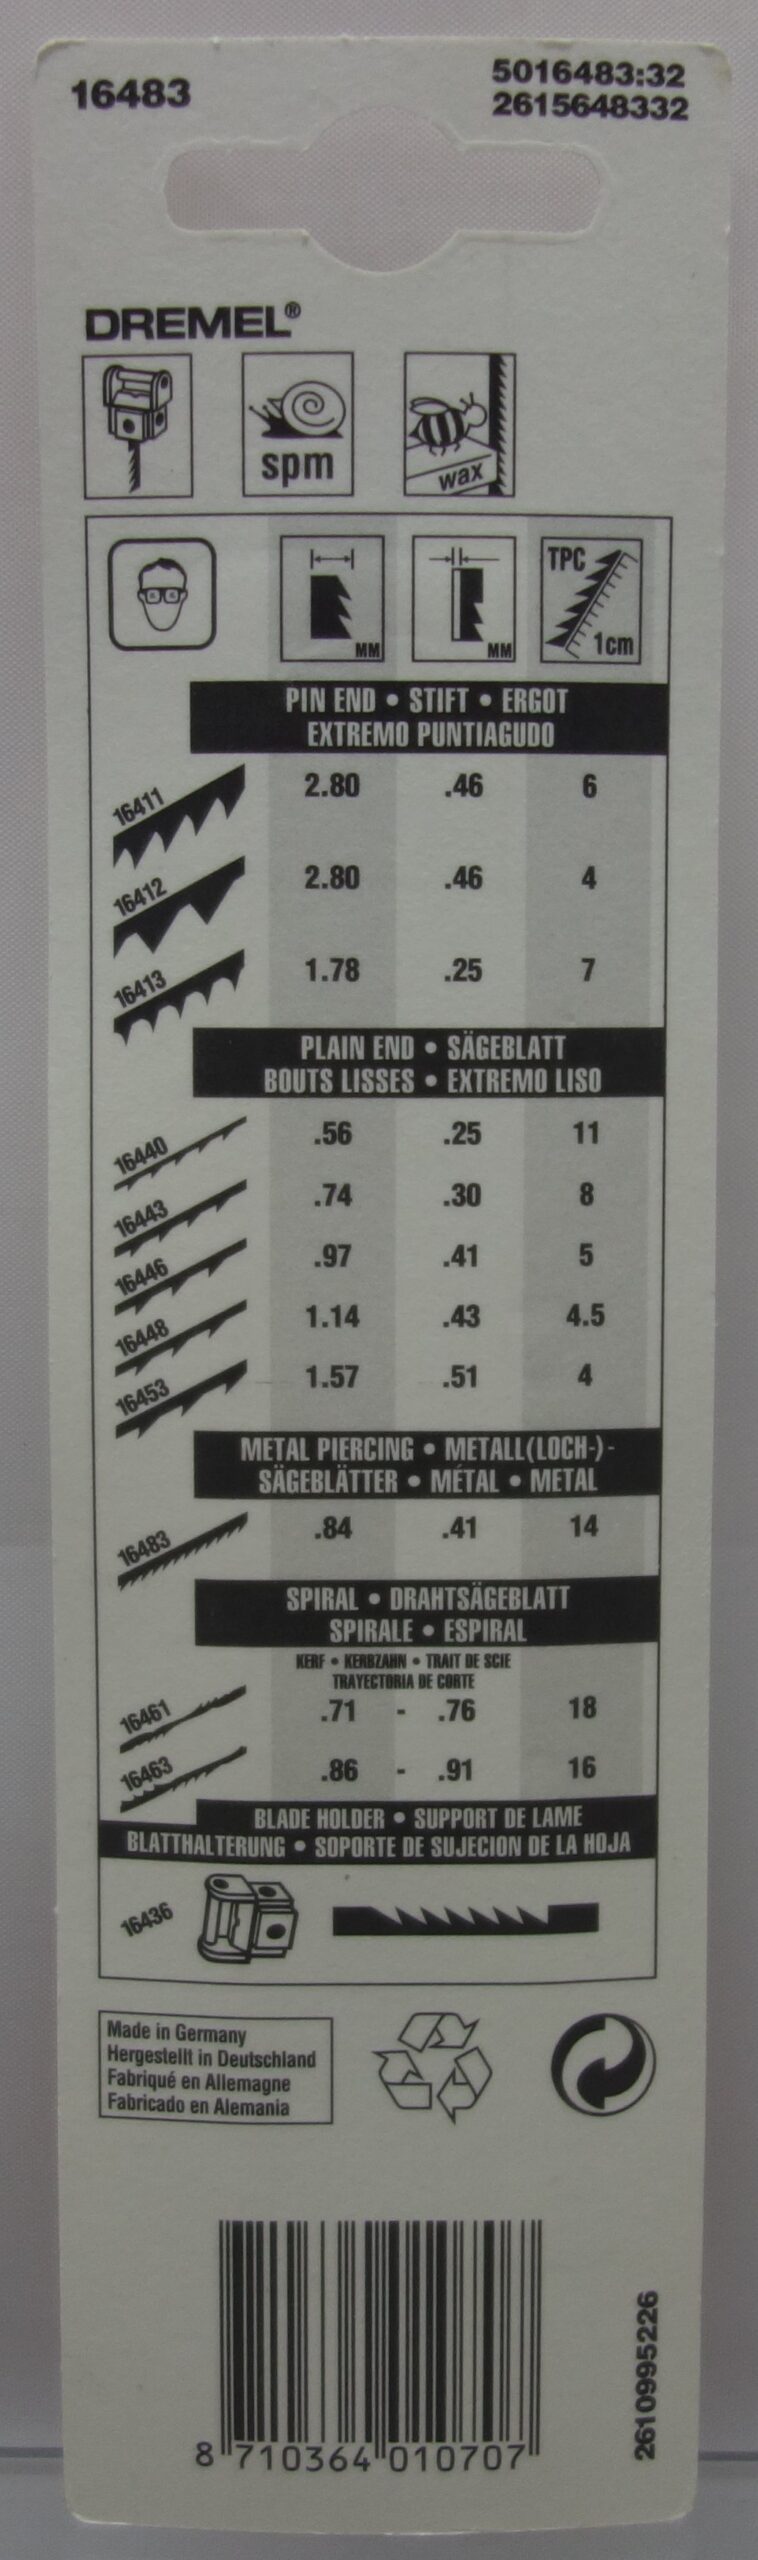 16483
5016483:32
2615648332
DREMEL®
spm
wax
MM
MM
TPC
1cm
PIN END • STIFT • ERGOT
EXTREMO PUNTIAGUDO
16411 2.80 .46 6
16412 2.80 .46 4
16413 1.78 .25 7
PLAIN END • SÄGEBLATT
BOUTS LISSES • EXTREMO LISO
16440 .56 .25 11
16443 .74 .30 8
16446 .97 .41 5
16448 1.14 .43 4.5
16453 1.57 .51 4
METAL PIERCING • METALL(LOCH-)-
SÄGEBLÄTTER • MÉTAL • METAL
16483 .84 .41 14
SPIRAL • DRAHTSÄGEBLATT
SPIRALE • ESPIRAL
KERF • KERBZAHN • TRAIT DE SCIE
TRAYECTORIA DE CORTE
16461 .71 - .76 18
16463 .86 - .91 16
BLADE HOLDER • SUPPORT DE LAME
BLATTHALTERUNG • SOPORTE DE SUJECION DE LA HOJA
16436
Made in Germany
Hergestellt in Deutschland
Fabriqué en Allemagne
Fabricado en Alemania
2610995226
8 710364 010707